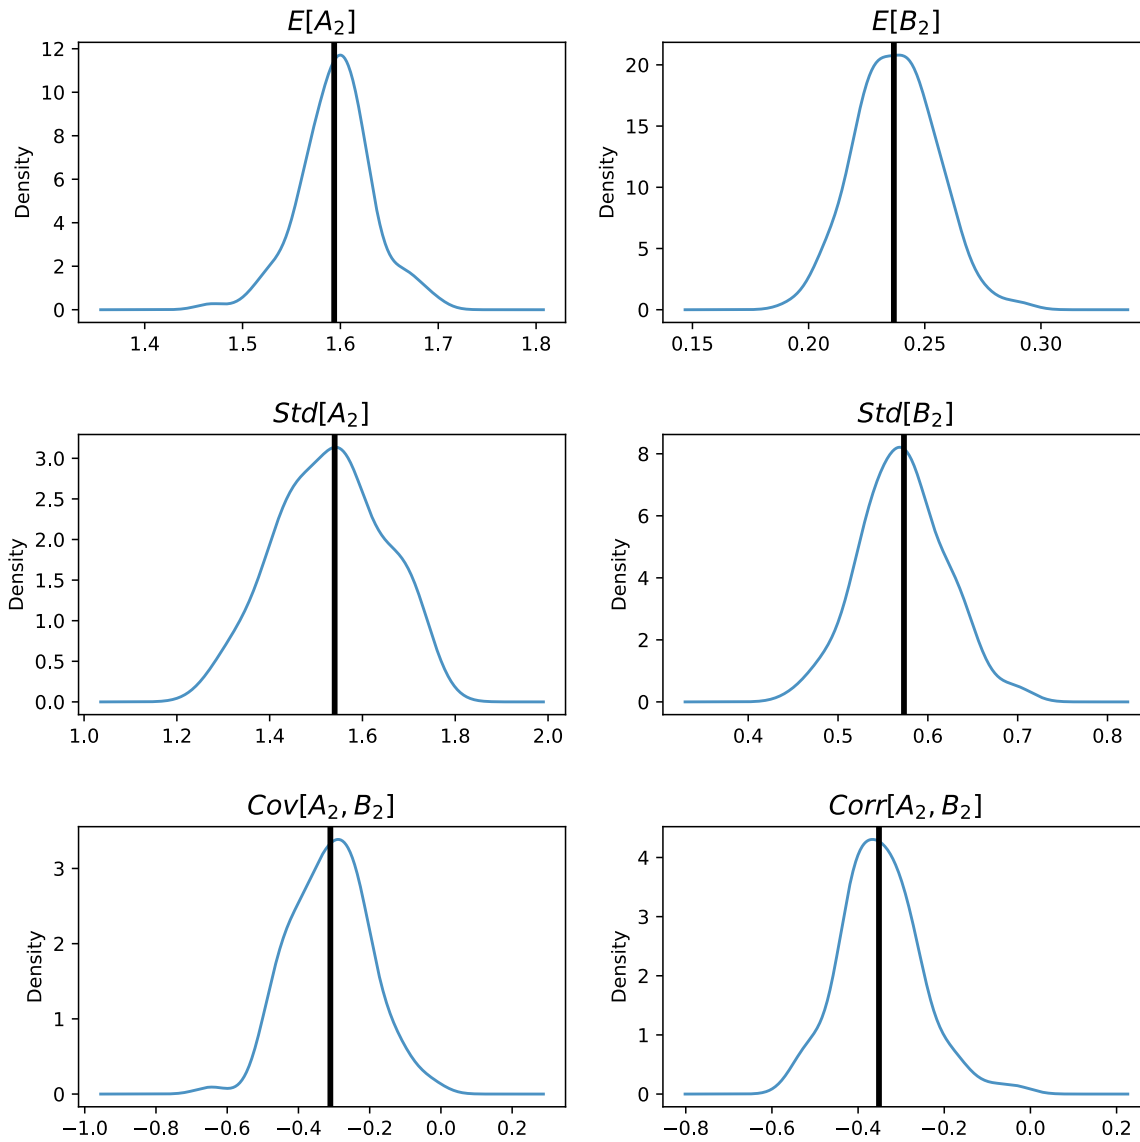 E[A₂]
Density
12
10
8
6
4
2
0
1.4 1.5 1.6 1.7 1.8
E[B₂]
Density
20
15
10
5
0
0.15 0.20 0.25 0.30
Std[A₂]
Density
3.0
2.5
2.0
1.5
1.0
0.5
0.0
1.0 1.2 1.4 1.6 1.8 2.0
Std[B₂]
Density
8
6
4
2
0
0.4 0.5 0.6 0.7 0.8
Cov[A₂, B₂]
Density
3
2
1
0
−1.0 −0.8 −0.6 −0.4 −0.2 0.0 0.2
Corr[A₂, B₂]
Density
4
3
2
1
0
−0.8 −0.6 −0.4 −0.2 0.0 0.2